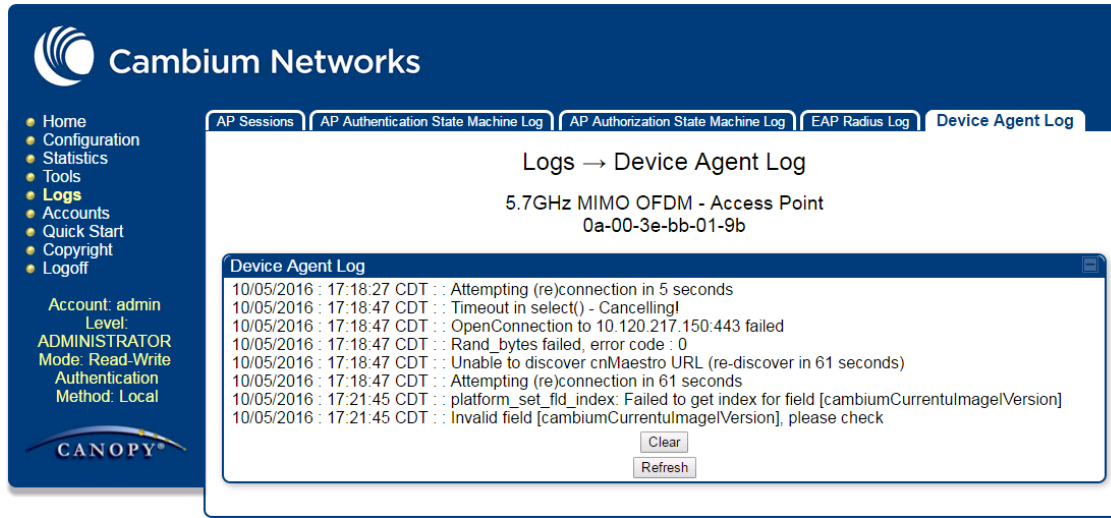 Cambium Networks
Home
Configuration
Statistics
Tools
Logs
Accounts
Quick Start
Copyright
Logoff
Account: admin
Level:
ADMINISTRATOR
Mode: Read-Write
Authentication
Method: Local
CANOPY®
AP Sessions AP Authentication State Machine Log AP Authorization State Machine Log EAP Radius Log Device Agent Log
Logs → Device Agent Log
5.7GHz MIMO OFDM - Access Point
0a-00-3e-bb-01-9b
Device Agent Log
10/05/2016 : 17:18:27 CDT : : Attempting (re)connection in 5 seconds
10/05/2016 : 17:18:47 CDT : : Timeout in select() - Cancelling!
10/05/2016 : 17:18:47 CDT : : OpenConnection to 10.120.217.150:443 failed
10/05/2016 : 17:18:47 CDT : : Rand_bytes failed, error code : 0
10/05/2016 : 17:18:47 CDT : : Unable to discover cnMaestro URL (re-discover in 61 seconds)
10/05/2016 : 17:18:47 CDT : : Attempting (re)connection in 61 seconds
10/05/2016 : 17:21:45 CDT : : platform_set_fld_index: Failed to get index for field [cambiumCurrentuImageIVersion]
10/05/2016 : 17:21:45 CDT : : Invalid field [cambiumCurrentuImageIVersion], please check
Clear
Refresh